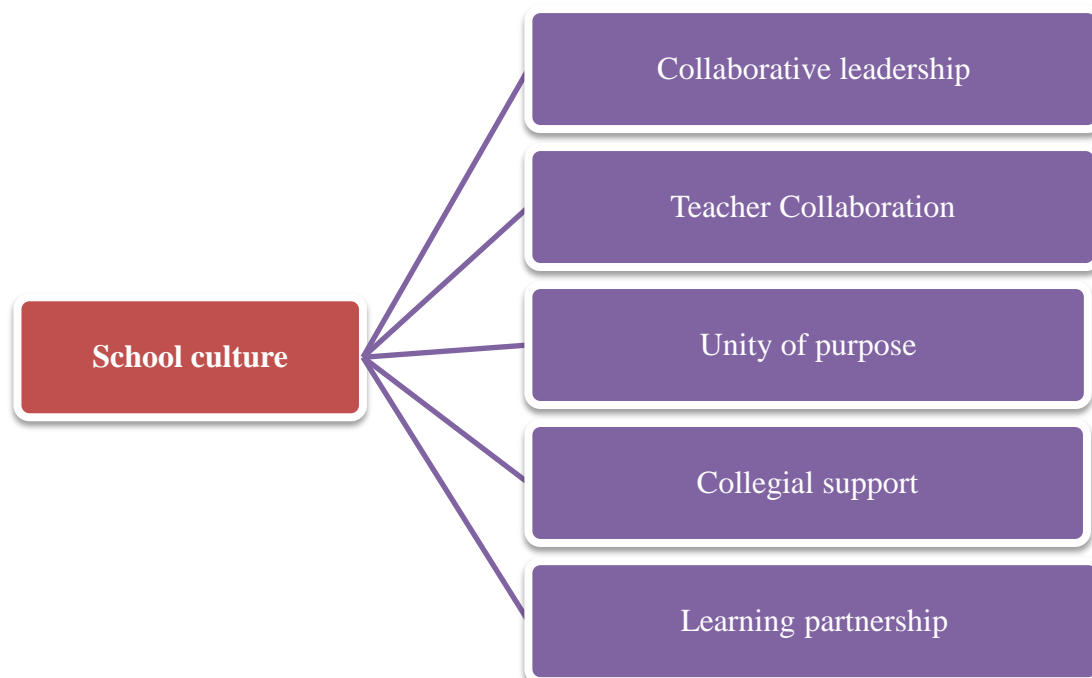 Collaborative leadership
Teacher Collaboration
Unity of purpose
School culture
Collegial support
Learning partnership